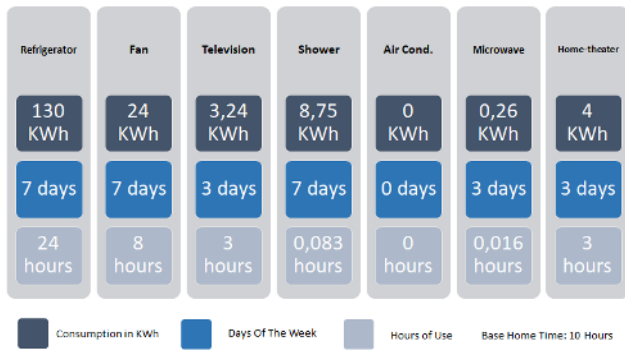 Refrigerator
Fan
Television
Shower
Air Cond.
Microwave
Home-theater
130
KWh
24
KWh
3,24
KWh
8,75
KWh
0
KWh
0,26
KWh
4
KWh
7 days
7 days
3 days
7 days
0 days
3 days
3 days
24
hours
8
hours
3
hours
0,083
hours
0
hours
0,016
hours
3
hours
Consumption in KWh
Days Of The Week
Hours of Use
Base Home Time: 10 Hours